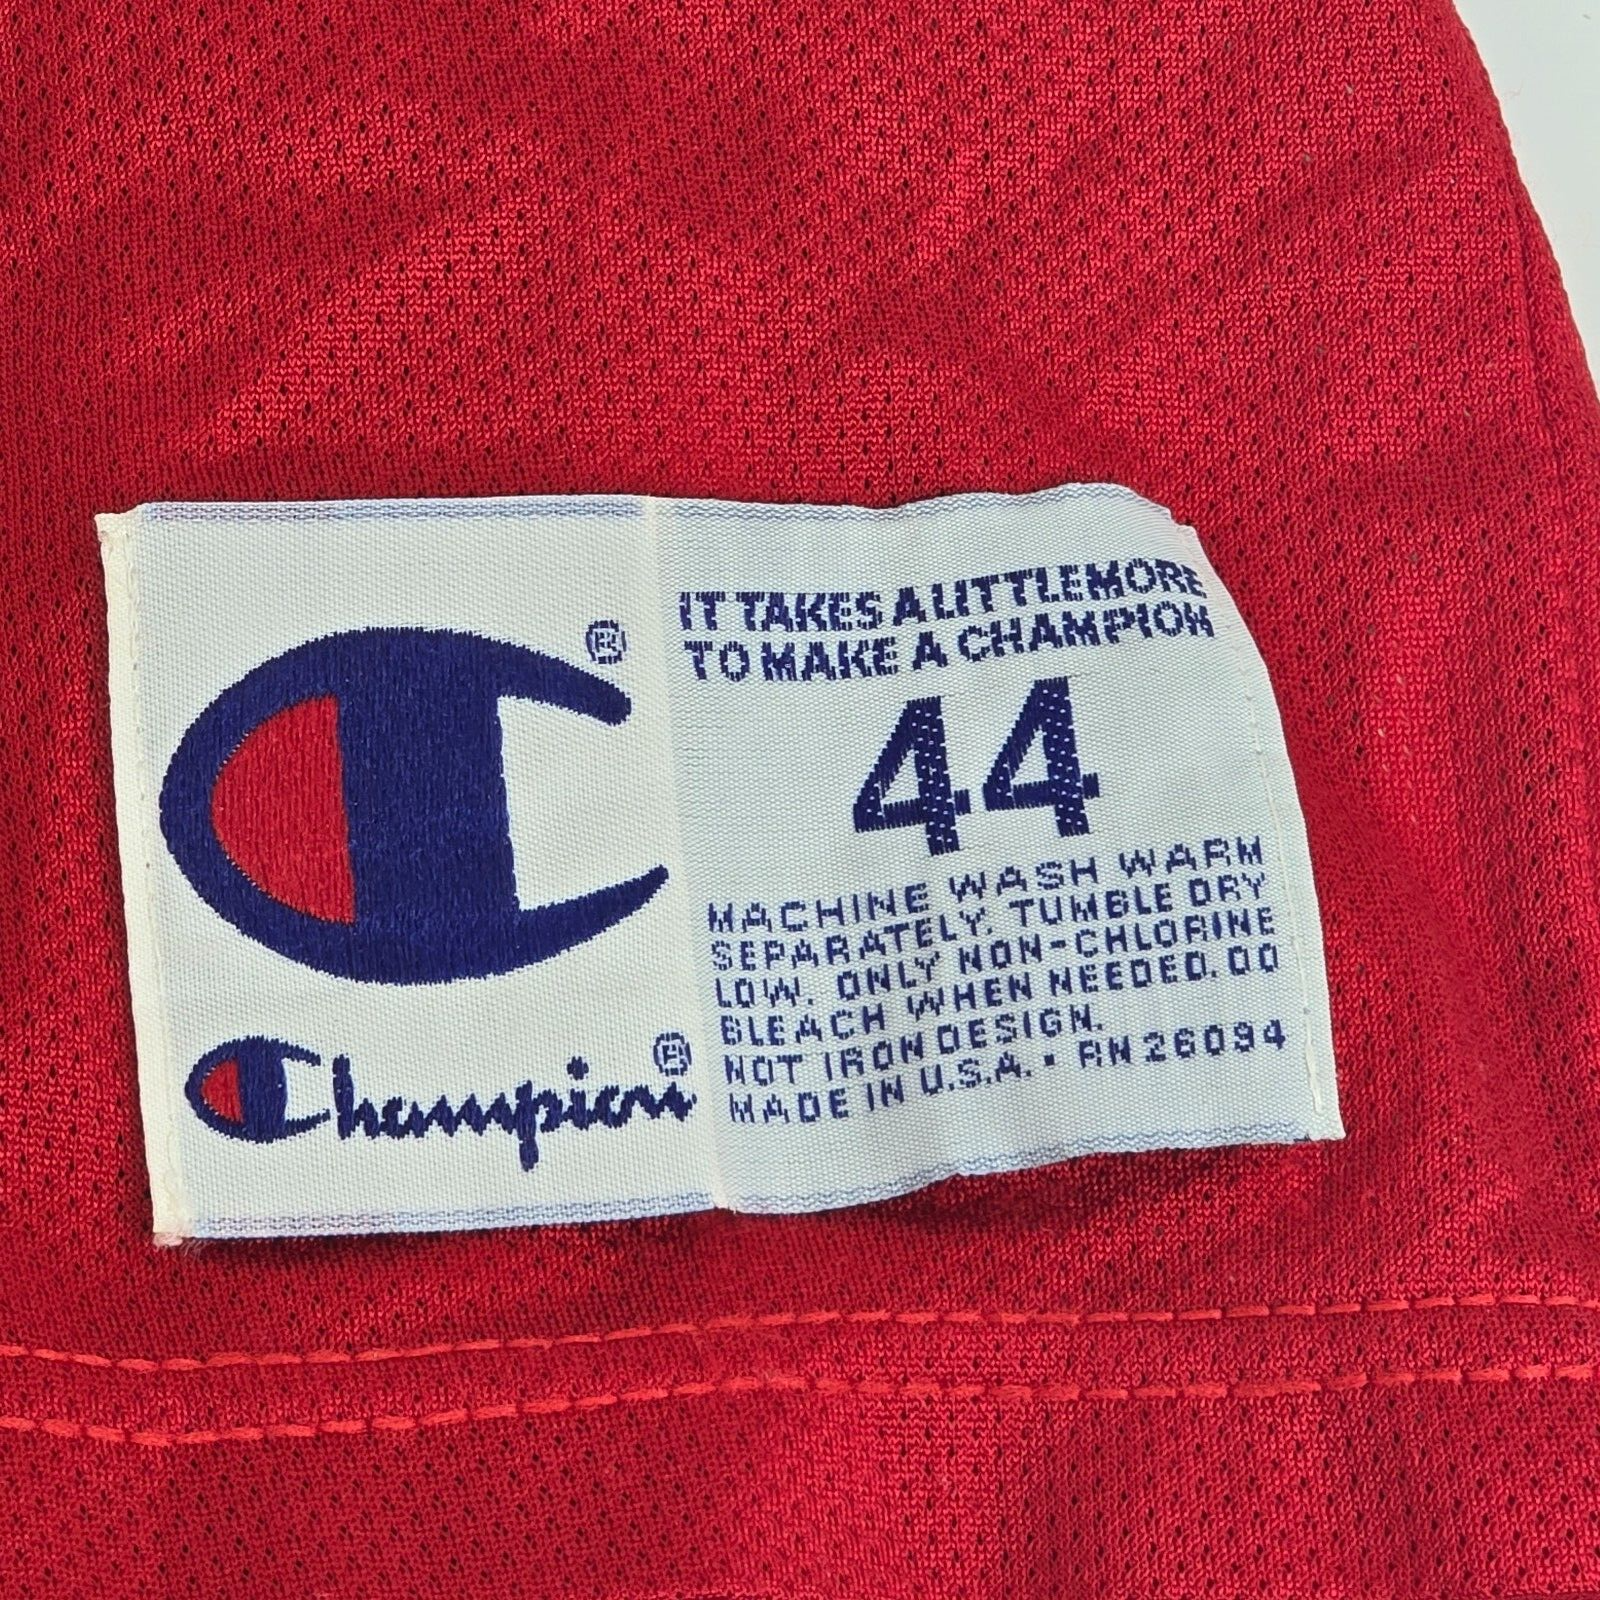 ®
Champion®
IT TAKES A LITTLE MORE
TO MAKE A CHAMPION
44
MACHINE WASH WARM
SEPARATELY. TUMBLE DRY
LOW. ONLY NON-CHLORINE
BLEACH WHEN NEEDED. DO
NOT IRON DESIGN.
MADE IN U.S.A. • RN 26094